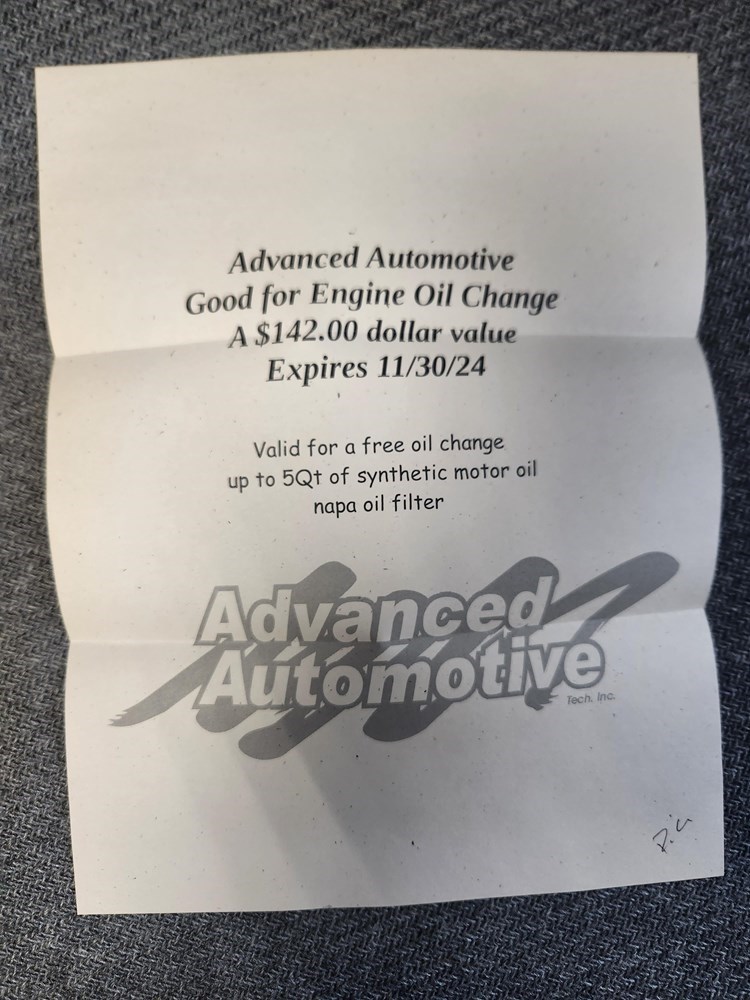 Advanced Automotive
Good for Engine Oil Change
A $142.00 dollar value
Expires 11/30/24
Valid for a free oil change
up to 5Qt of synthetic motor oil
napa oil filter
Advanced
Automotive
Tech. Inc.